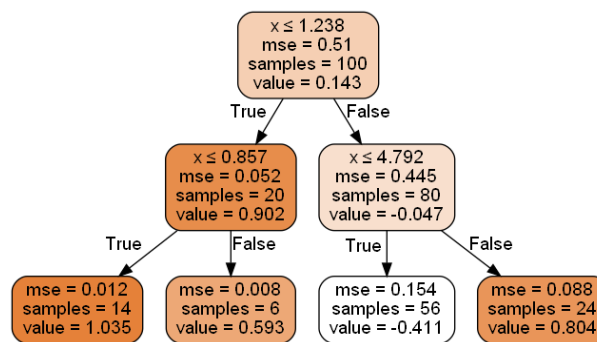 x ≤ 1.238
mse = 0.51
samples = 100
value = 0.143
True
False
x ≤ 0.857
mse = 0.052
samples = 20
value = 0.902
x ≤ 4.792
mse = 0.445
samples = 80
value = -0.047
True
False
True
False
mse = 0.012
samples = 14
value = 1.035
mse = 0.008
samples = 6
value = 0.593
mse = 0.154
samples = 56
value = -0.411
mse = 0.088
samples = 24
value = 0.804